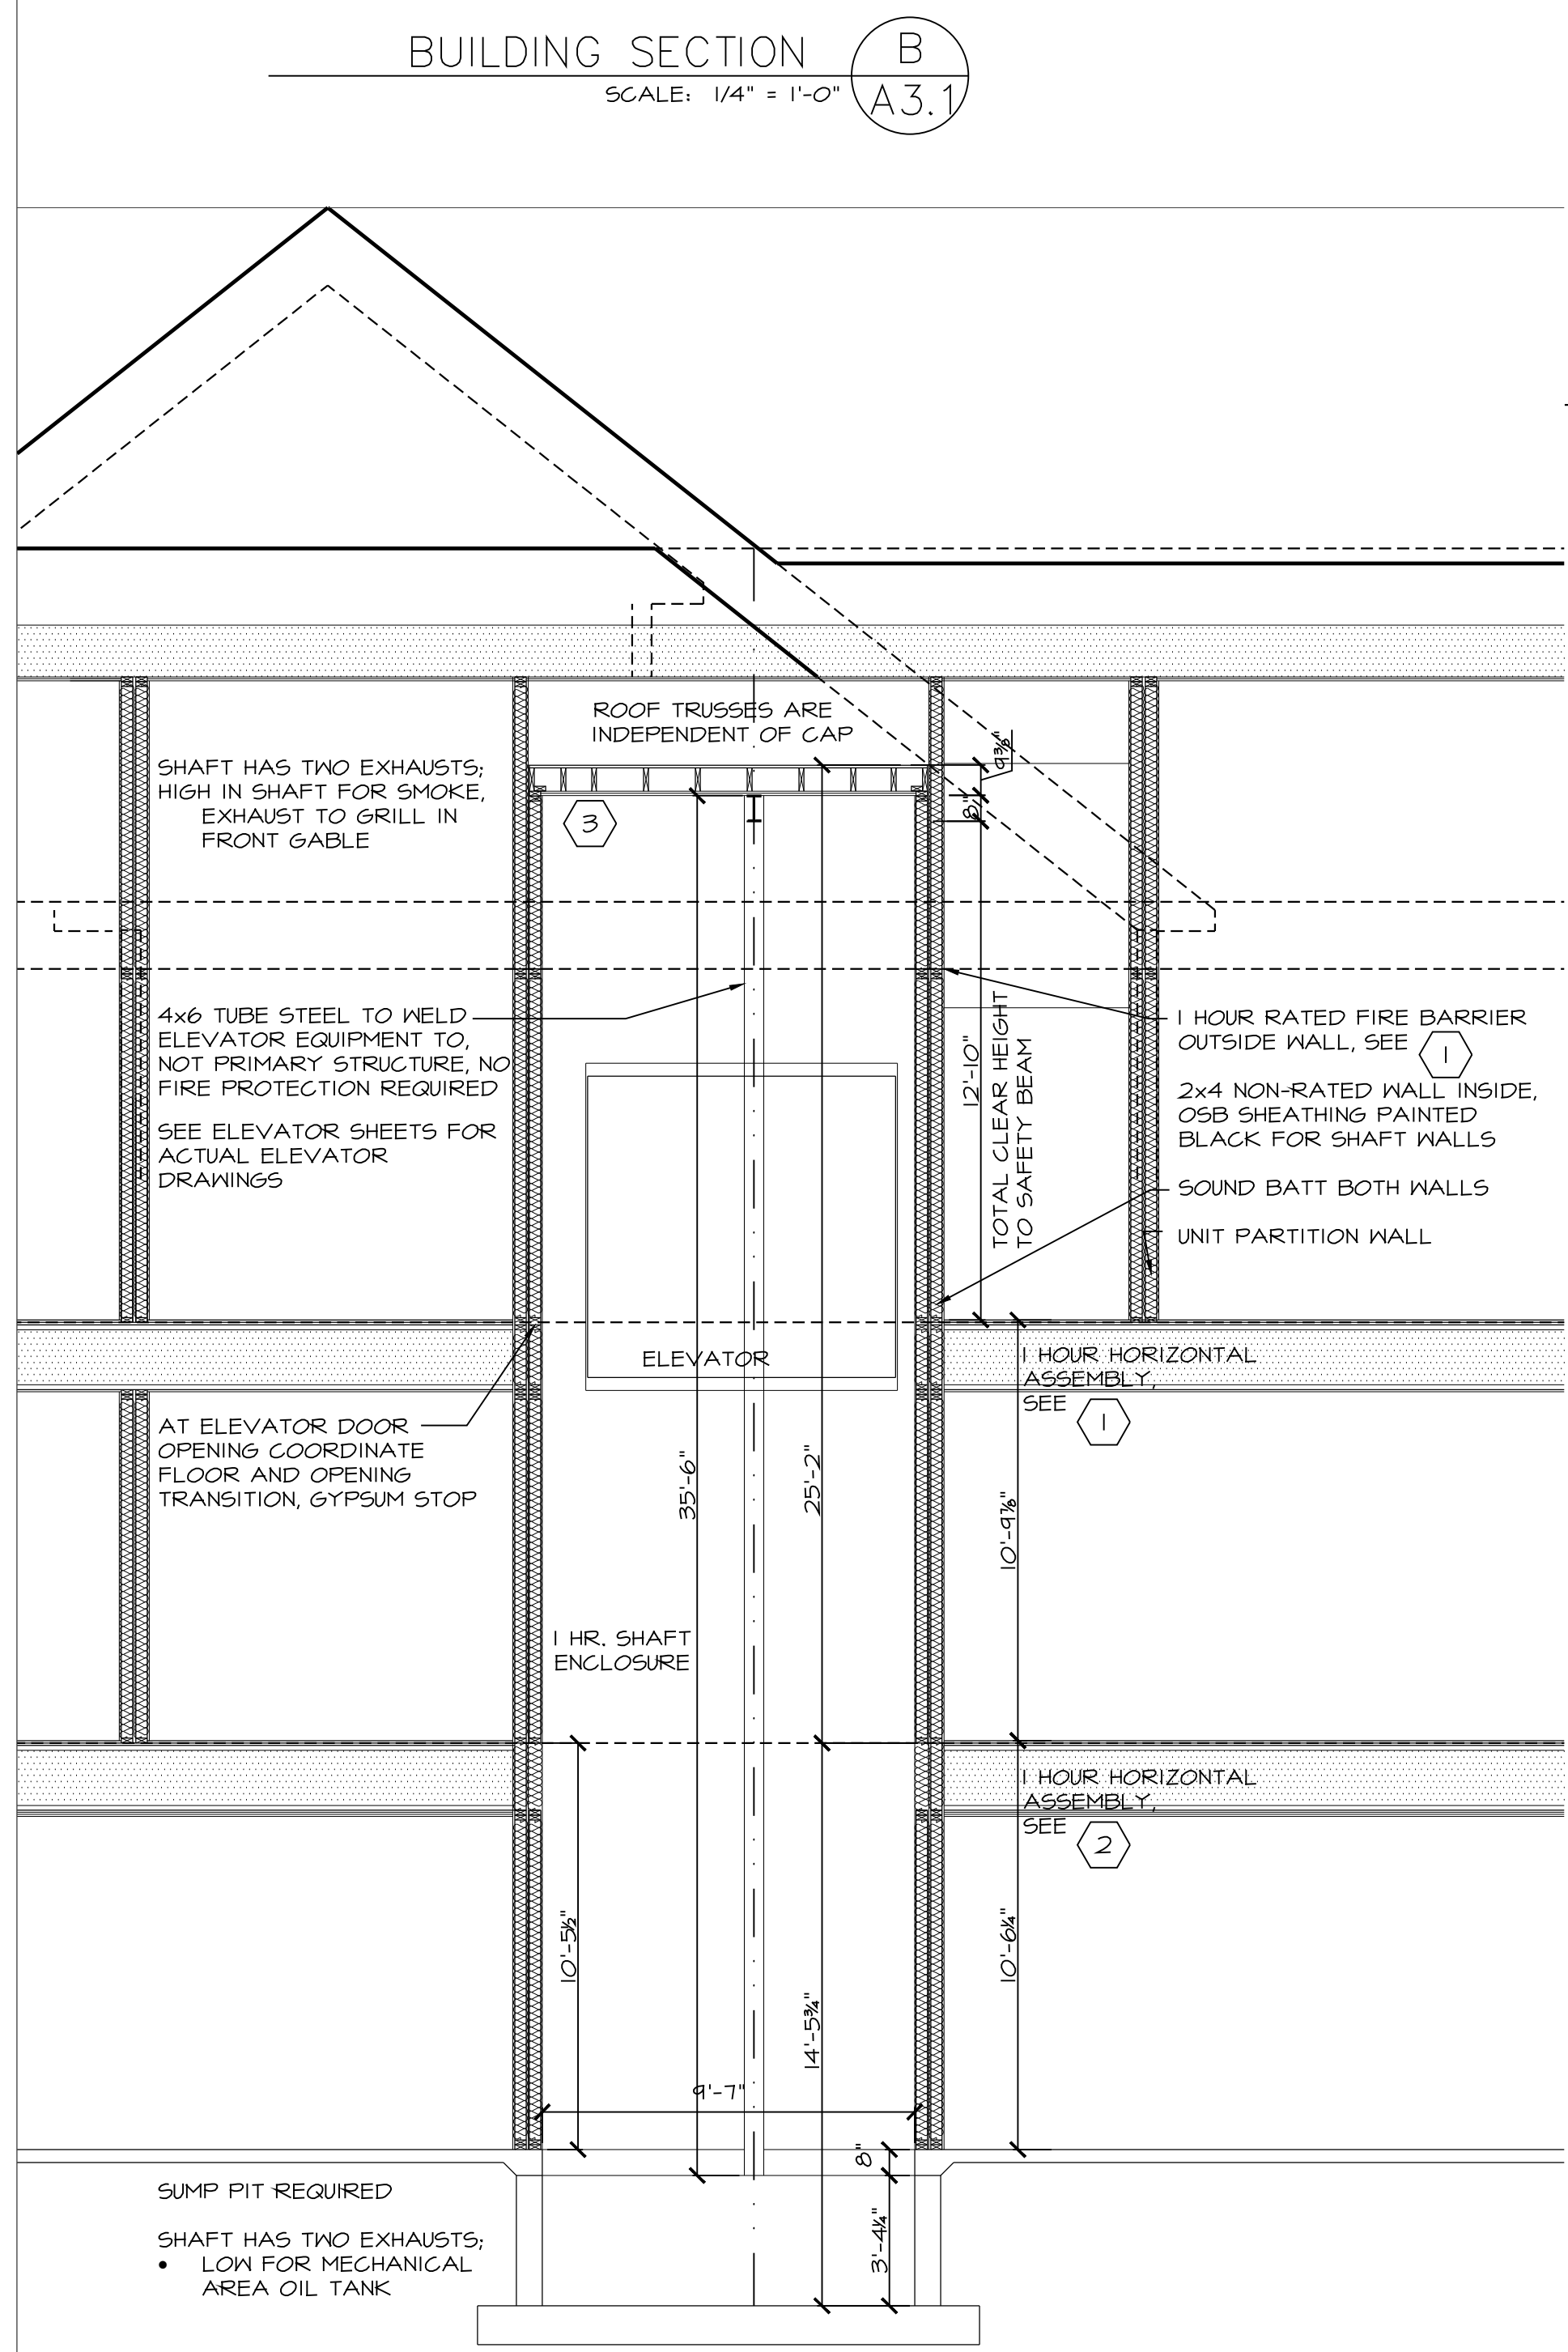 BUILDING SECTION
SCALE: 1/4" = 1'-0"
B
A3.1
ROOF TRUSSES ARE
INDEPENDENT OF CAP
9⅜"
8"
SHAFT HAS TWO EXHAUSTS;
HIGH IN SHAFT FOR SMOKE,
EXHAUST TO GRILL IN
FRONT GABLE
3
4x6 TUBE STEEL TO WELD
ELEVATOR EQUIPMENT TO,
NOT PRIMARY STRUCTURE, NO
FIRE PROTECTION REQUIRED
SEE ELEVATOR SHEETS FOR
ACTUAL ELEVATOR
DRAWINGS
12'-10"
TOTAL CLEAR HEIGHT
TO SAFETY BEAM
1 HOUR RATED FIRE BARRIER
OUTSIDE WALL, SEE
1
2x4 NON-RATED WALL INSIDE,
OSB SHEATHING PAINTED
BLACK FOR SHAFT WALLS
SOUND BATT BOTH WALLS
UNIT PARTITION WALL
ELEVATOR
1 HOUR HORIZONTAL
ASSEMBLY,
SEE
1
AT ELEVATOR DOOR
OPENING COORDINATE
FLOOR AND OPENING
TRANSITION, GYPSUM STOP
35'-6"
25'-2"
10'-9⅞"
1 HR. SHAFT
ENCLOSURE
1 HOUR HORIZONTAL
ASSEMBLY,
SEE
2
10'-5½"
10'-6¼"
14'-5¾"
9'-7"
8"
3'-4¼"
SUMP PIT REQUIRED
SHAFT HAS TWO EXHAUSTS;
• LOW FOR MECHANICAL
AREA OIL TANK